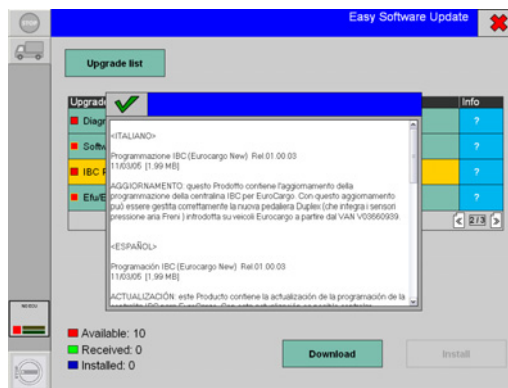 STOP
Easy Software Update
Upgrade list
Upgrade
Info
Diagr
?
Softw
?
IBC P
?
Efu/E
?
2/3
<ITALIANO>
Programmazione IBC (Eurocargo New) Rel.01.00.03
11/03/05 [1,99 MB]
AGGIORNAMENTO: questo Prodotto contiene l'aggiornamento della
programmazione della centralina IBC per EuroCargo. Con questo aggiornamento
può essere gestita correttamente la nuova pedaliera Duplex (che integra i sensori
pressione aria Freni ) introdotta su veicoli Eurocargo a partire dal VAN V03660939.
<ESPAÑOL>
Programación IBC (Eurocargo New) Rel.01.00.03
11/03/05 [1,99 MB]
ACTUALIZACIÓN: este Producto contiene la actualización de la programación de la
Available: 10
Received: 0
Installed: 0
Download
Install